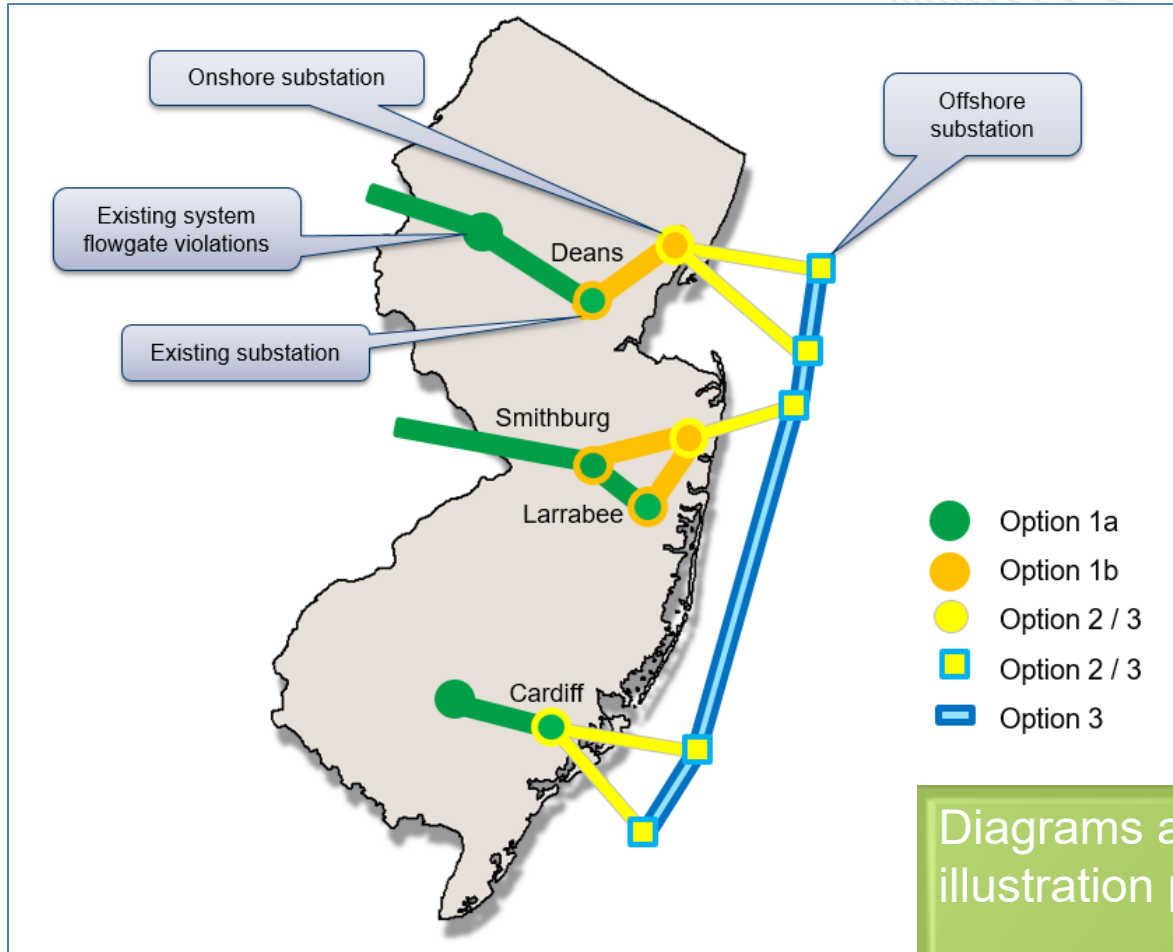 Onshore substation
Offshore
substation
Existing system
flowgate violations
Deans
Existing substation
Smithburg
Larrabee
Option 1a
Option 1b
Option 2 / 3
Option 2 / 3
Option 3
Cardiff
Diagrams a
illustration p